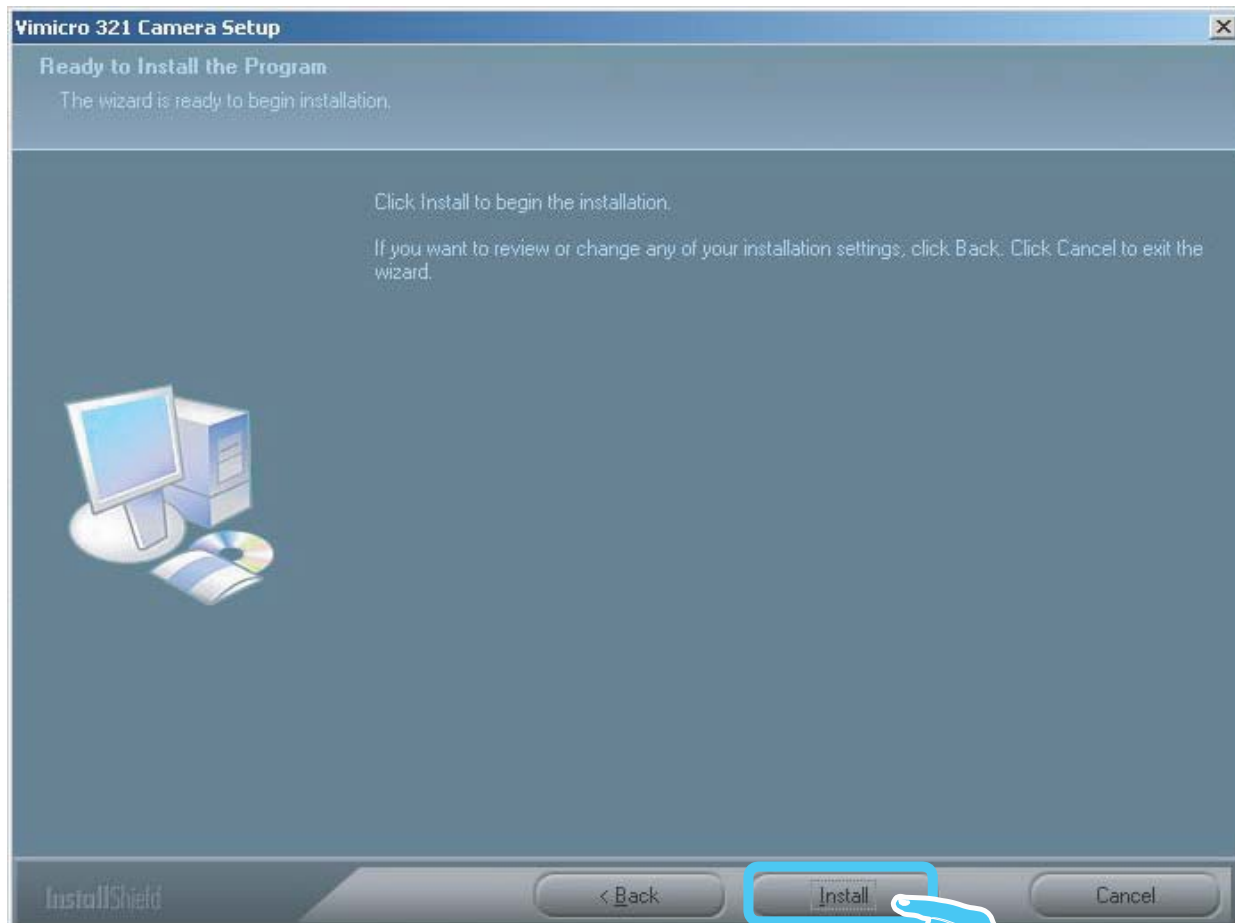 Vimicro 321 Camera Setup
Ready to Install the Program
The wizard is ready to begin installation.
Click Install to begin the installation.
If you want to review or change any of your installation settings, click Back. Click Cancel to exit the
wizard.
InstallShield
< Back
Install
Cancel